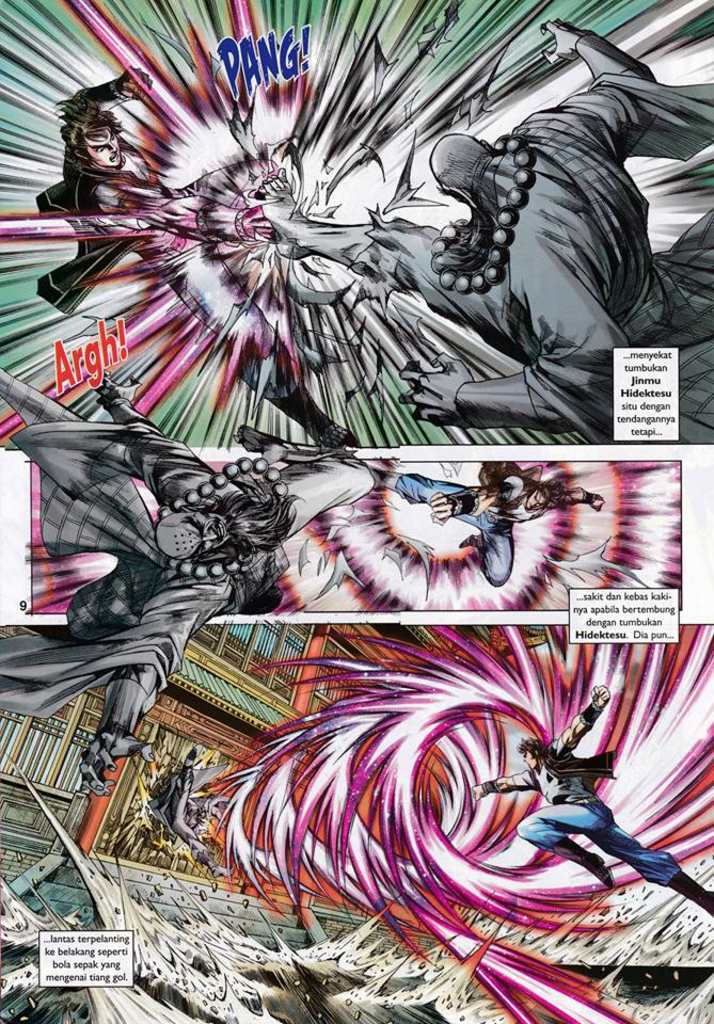 PANG!
Argh!
...menyekat
tumbukan
Jinmu
Hidektesu
situ dengan
tendangannya
tetapi...
9
...sakit dan kebas kaki-
nya apabila bertembung
dengan tumbukan
Hidektesu. Dia pun...
...lantas terpelanting
ke belakang seperti
bola sepak yang
mengenai tiang gol.